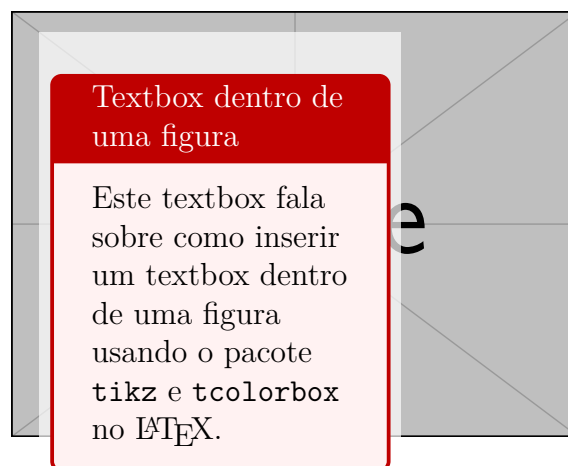 Textbox dentro de
uma figura
Este textbox fala
sobre como inserir
um textbox dentro
de uma figura
usando o pacote
tikz e tcolorbox
no LATEX.
e